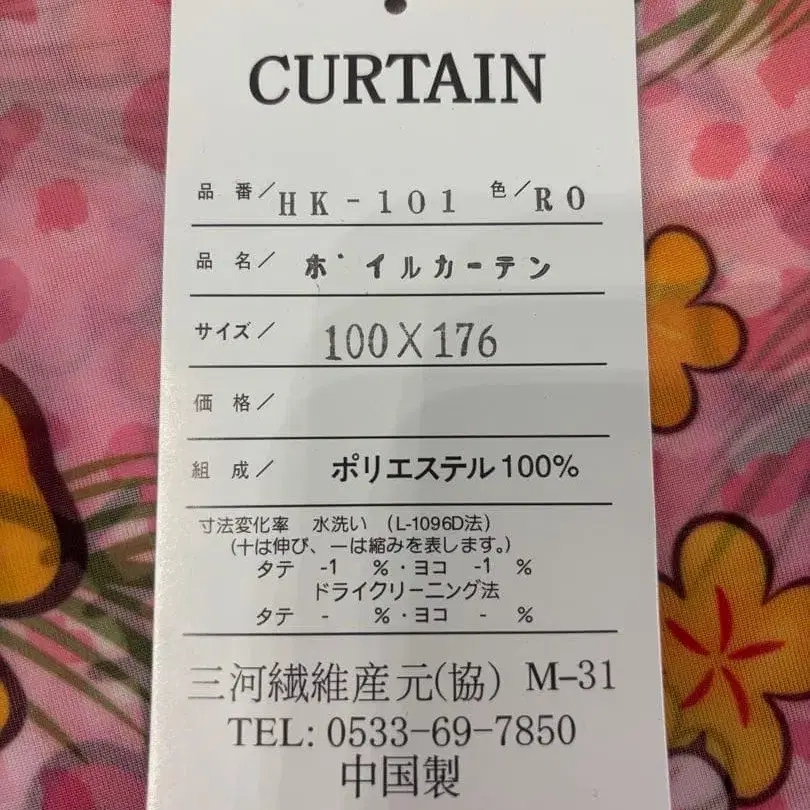 CURTAIN
品 番/HK-101 色/RO
品 名/ ボイルカーテン
サイズ/ 100X176
価 格/
組 成/ ポリエステル100%
寸法変化率 水洗い (L-1096D法)
(十は伸び、一は縮みを表します。)
タテ -1 %・ヨコ -1 %
ドライクリーニング法
タテ - %・ヨコ - %
三河繊維産元(協) M-31
TEL: 0533-69-7850
中国製